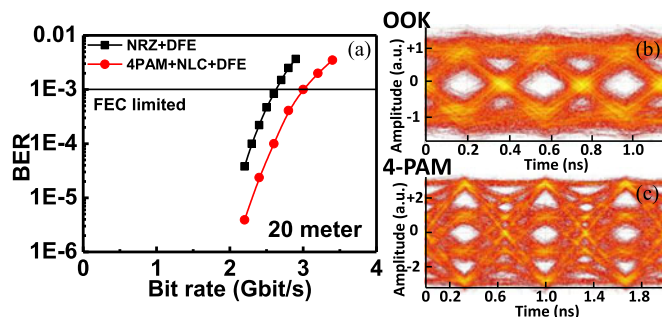 0.01
1E-3
1E-4
1E-5
1E-6
BER
NRZ+DFE
4PAM+NLC+DFE
(a)
FEC limited
20 meter
0 1 2 3 4
Bit rate (Gbit/s)
OOK
(b)
Amplitude (a.u.)
+1
0
-1
0 0.2 0.4 0.6 0.8 1.0
Time (ns)
4-PAM
(c)
Amplitude (a.u.)
+2
0
-2
0 0.2 0.6 1.0 1.4 1.8
Time (ns)